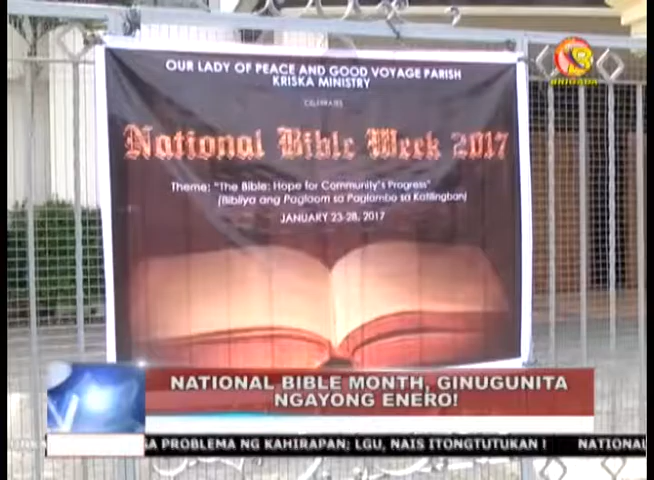 OUR LADY OF PEACE AND GOOD VOYAGE PARISH
KRISKA MINISTRY
CELEBRATES
National Bible Week 2017
Theme: "The Bible: Hope for Community's Progress"
(Bibliya ang Paglaom sa Paglambo sa Katilingban)
JANUARY 23-28, 2017
BRIGADA
NATIONAL BIBLE MONTH, GINUGUNITA
NGAYONG ENERO!
SA PROBLEMA NG KAHIRAPAN; LGU, NAIS ITONGTUTUKAN ! NATIONAL